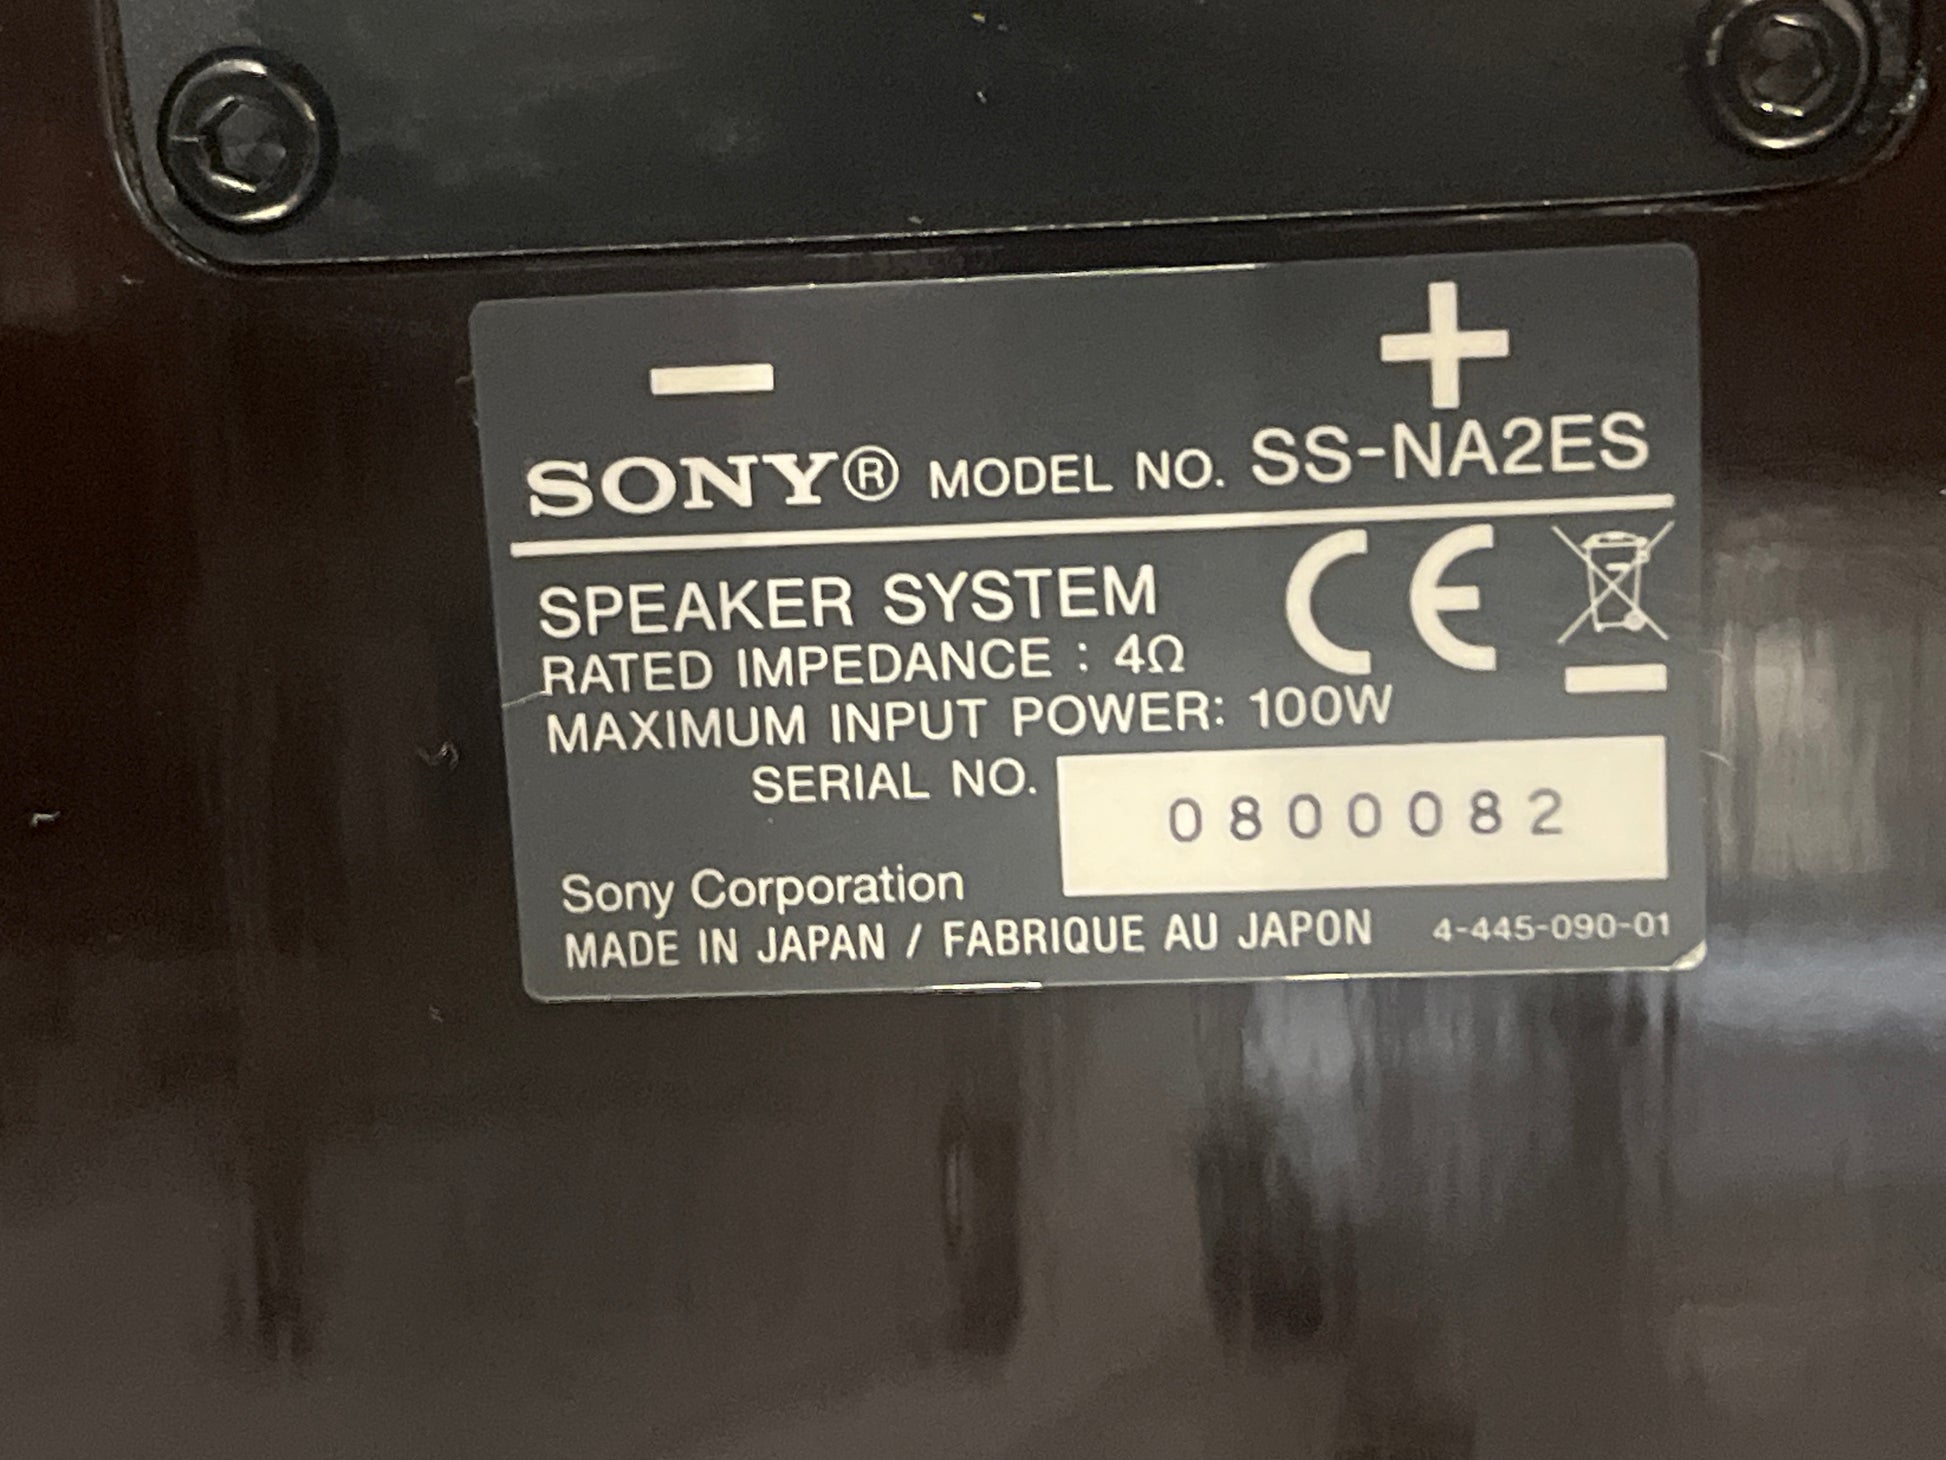 − +
SONY® MODEL NO. SS-NA2ES
SPEAKER SYSTEM
RATED IMPEDANCE : 4Ω
CE
MAXIMUM INPUT POWER: 100W
SERIAL NO. 0800082
Sony Corporation
MADE IN JAPAN / FABRIQUE AU JAPON 4-445-090-01